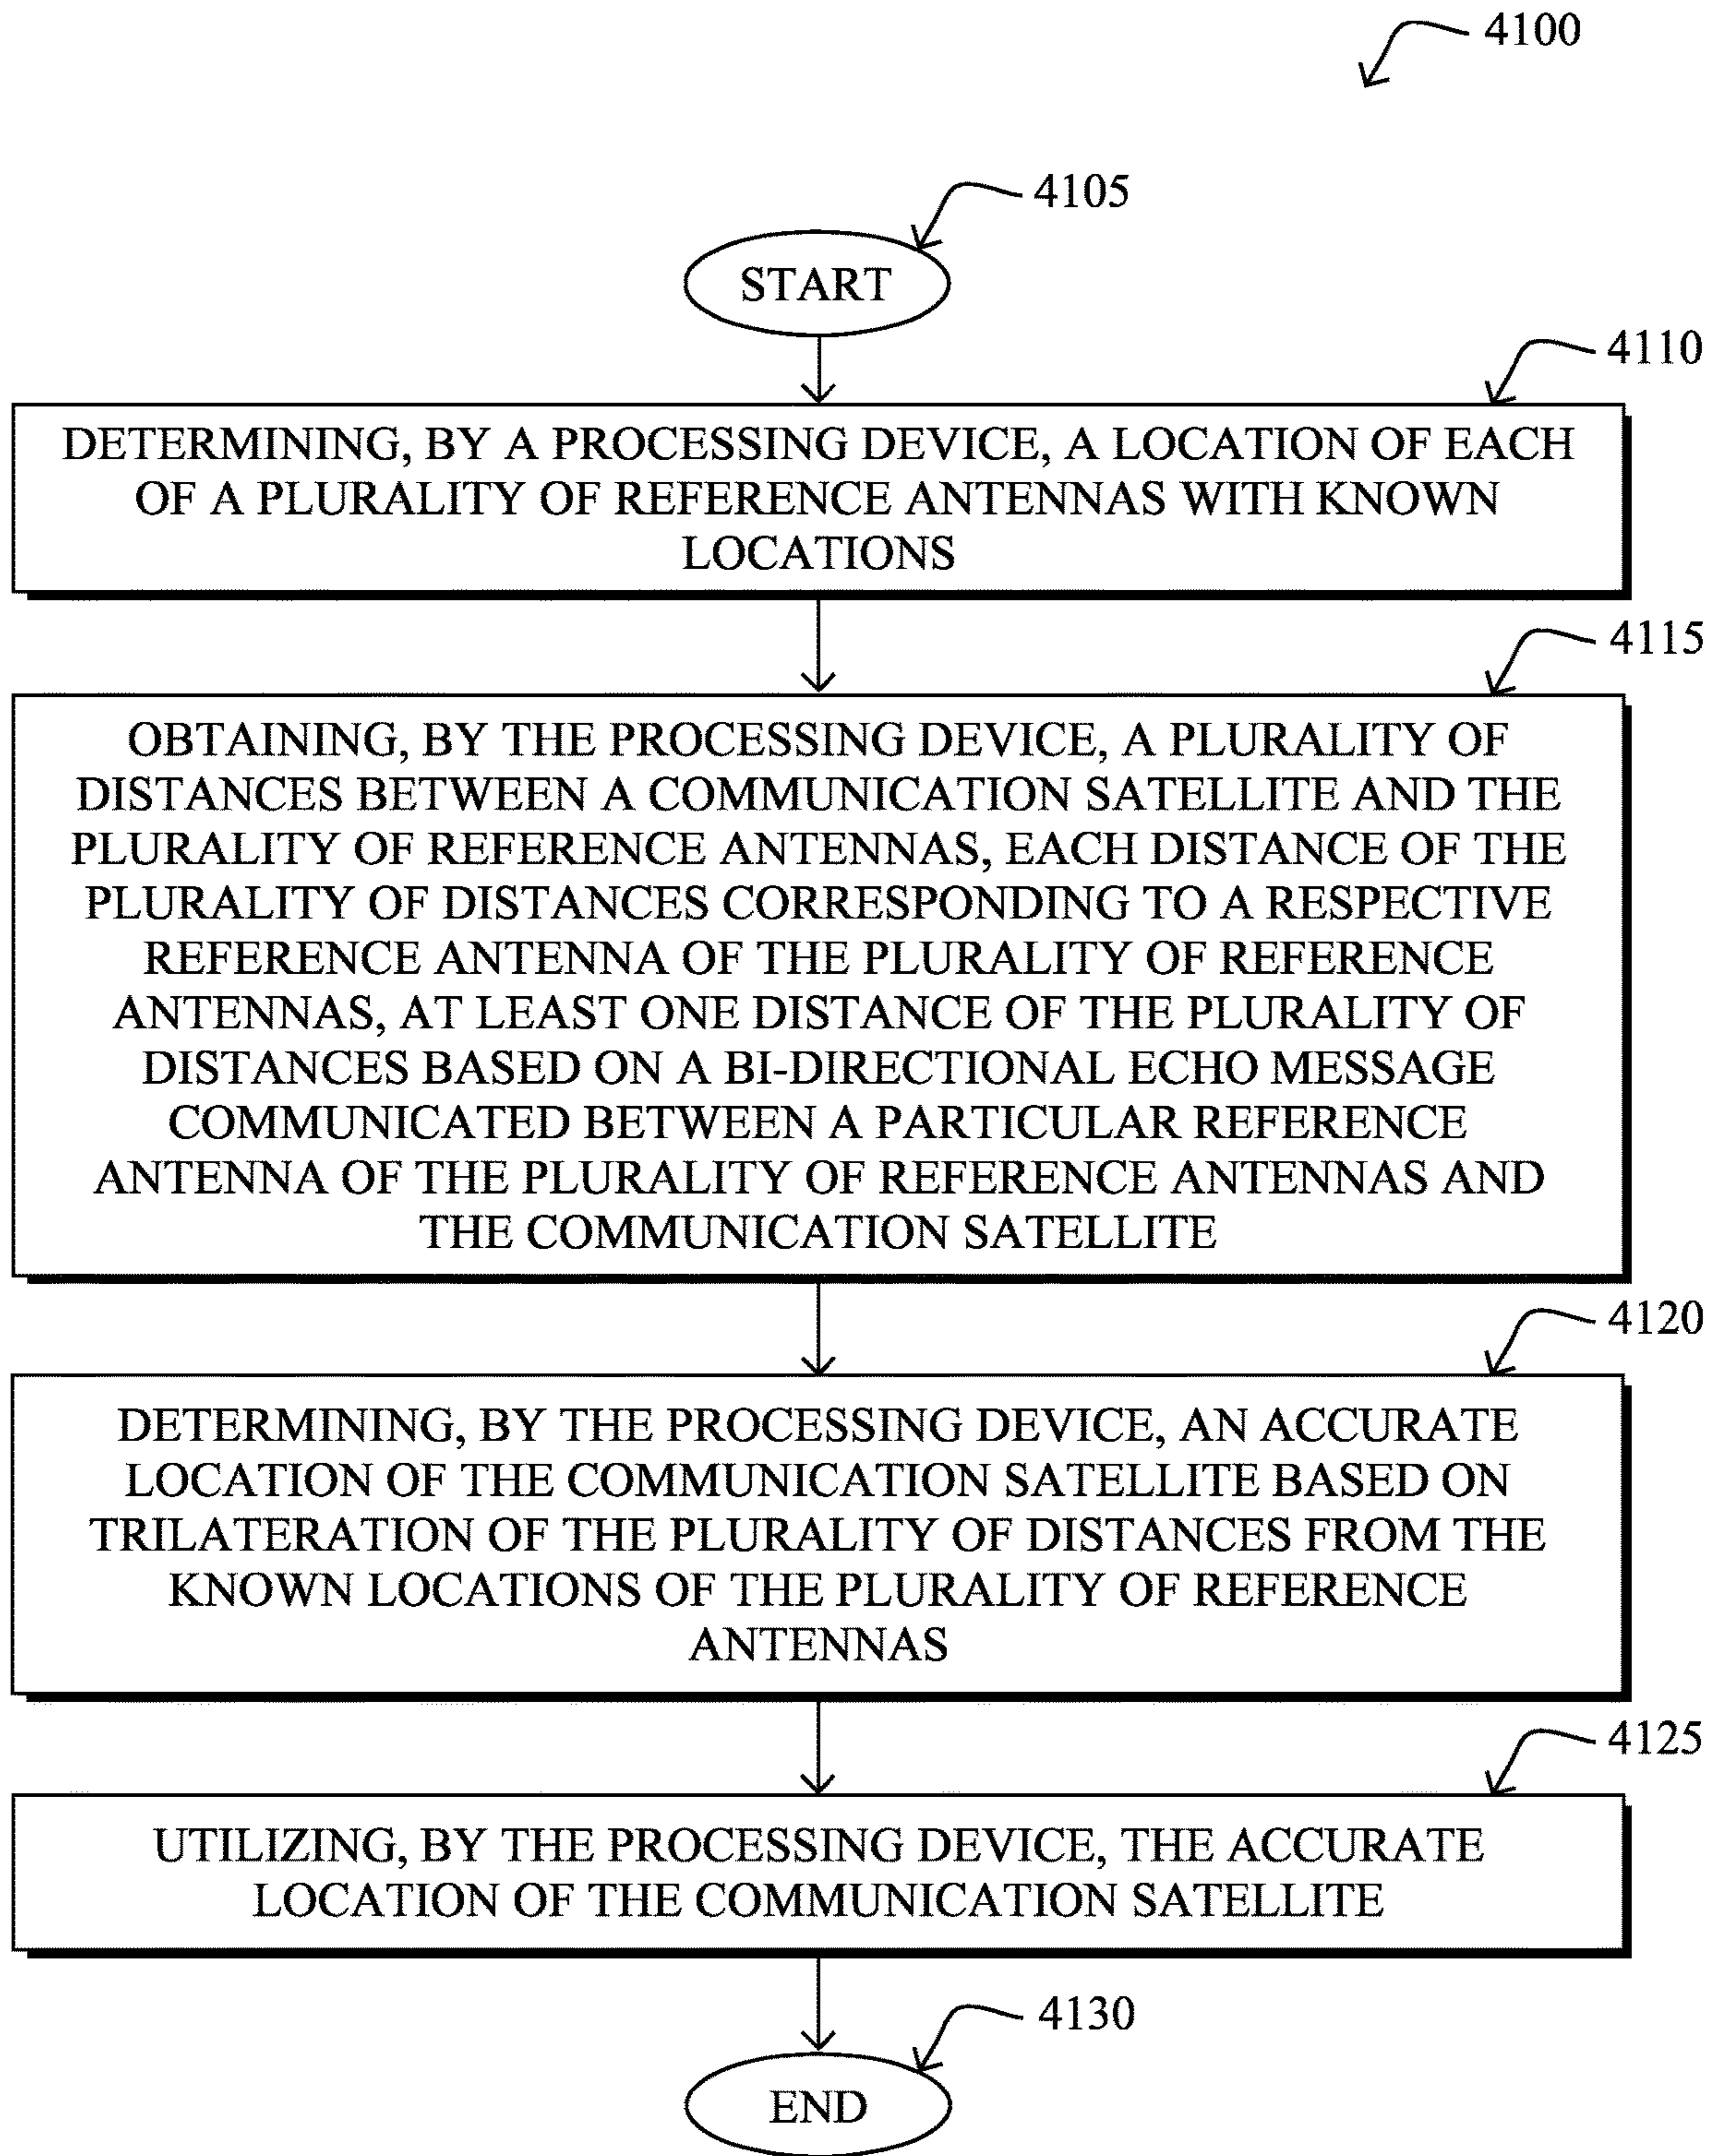 4100
4105
START
4110
DETERMINING, BY A PROCESSING DEVICE, A LOCATION OF EACH
OF A PLURALITY OF REFERENCE ANTENNAS WITH KNOWN
LOCATIONS
4115
OBTAINING, BY THE PROCESSING DEVICE, A PLURALITY OF
DISTANCES BETWEEN A COMMUNICATION SATELLITE AND THE
PLURALITY OF REFERENCE ANTENNAS, EACH DISTANCE OF THE
PLURALITY OF DISTANCES CORRESPONDING TO A RESPECTIVE
REFERENCE ANTENNA OF THE PLURALITY OF REFERENCE
ANTENNAS, AT LEAST ONE DISTANCE OF THE PLURALITY OF
DISTANCES BASED ON A BI-DIRECTIONAL ECHO MESSAGE
COMMUNICATED BETWEEN A PARTICULAR REFERENCE
ANTENNA OF THE PLURALITY OF REFERENCE ANTENNAS AND
THE COMMUNICATION SATELLITE
4120
DETERMINING, BY THE PROCESSING DEVICE, AN ACCURATE
LOCATION OF THE COMMUNICATION SATELLITE BASED ON
TRILATERATION OF THE PLURALITY OF DISTANCES FROM THE
KNOWN LOCATIONS OF THE PLURALITY OF REFERENCE
ANTENNAS
4125
UTILIZING, BY THE PROCESSING DEVICE, THE ACCURATE
LOCATION OF THE COMMUNICATION SATELLITE
4130
END